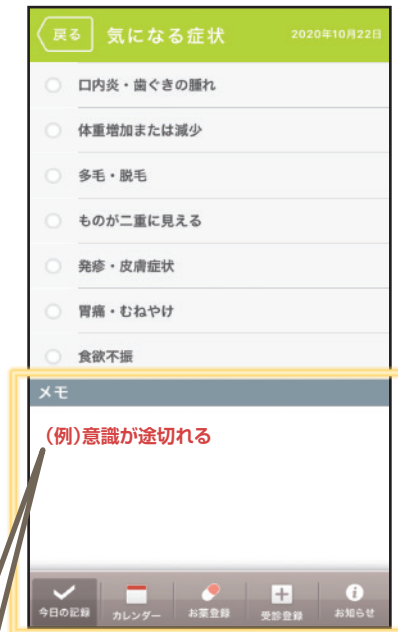 戻る 気になる症状 2020年10月22日
口内炎・歯ぐきの腫れ
体重増加または減少
多毛・脱毛
ものが二重に見える
発疹・皮膚症状
胃痛・むねやけ
食欲不振
メモ
(例)意識が途切れる
今日の記録 カレンダー お薬登録 受診登録 お知らせ